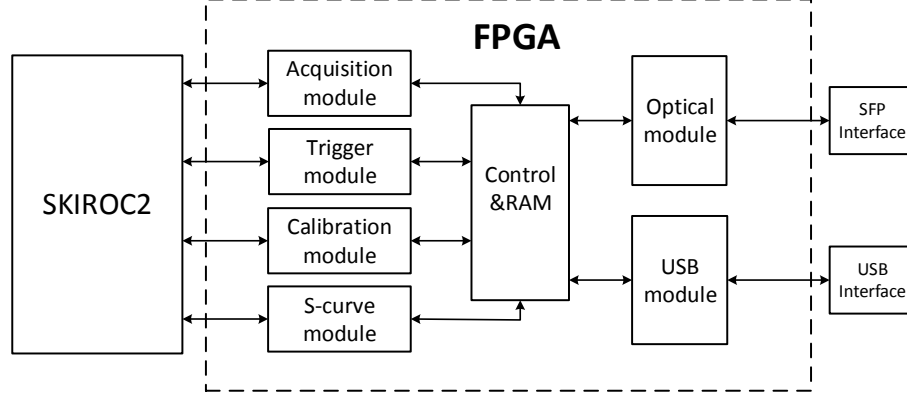 FPGA
SKIROC2
Acquisition
module
Trigger
module
Calibration
module
S-curve
module
Control
&RAM
Optical
module
USB
module
SFP
Interface
USB
Interface